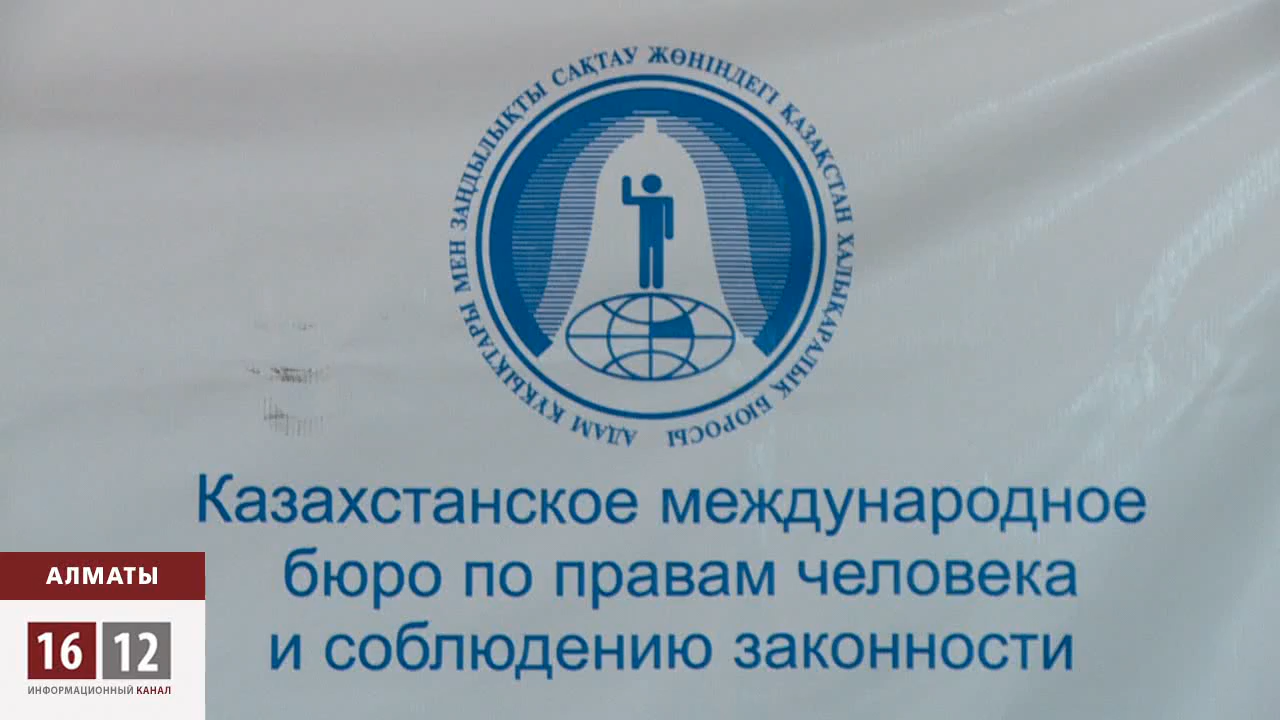 АДАМ ҚҰҚЫҚТАРЫ МЕН ЗАҢДЫЛЫҚТЫ САҚТАУ ЖӨНІНДЕГІ ҚАЗАҚСТАН ХАЛЫҚАРАЛЫҚ БЮРОСЫ
Казахстанское международное
бюро по правам человека
и соблюдению законности
АЛМАТЫ
16 12
ИНФОРМАЦИОННЫЙ КАНАЛ